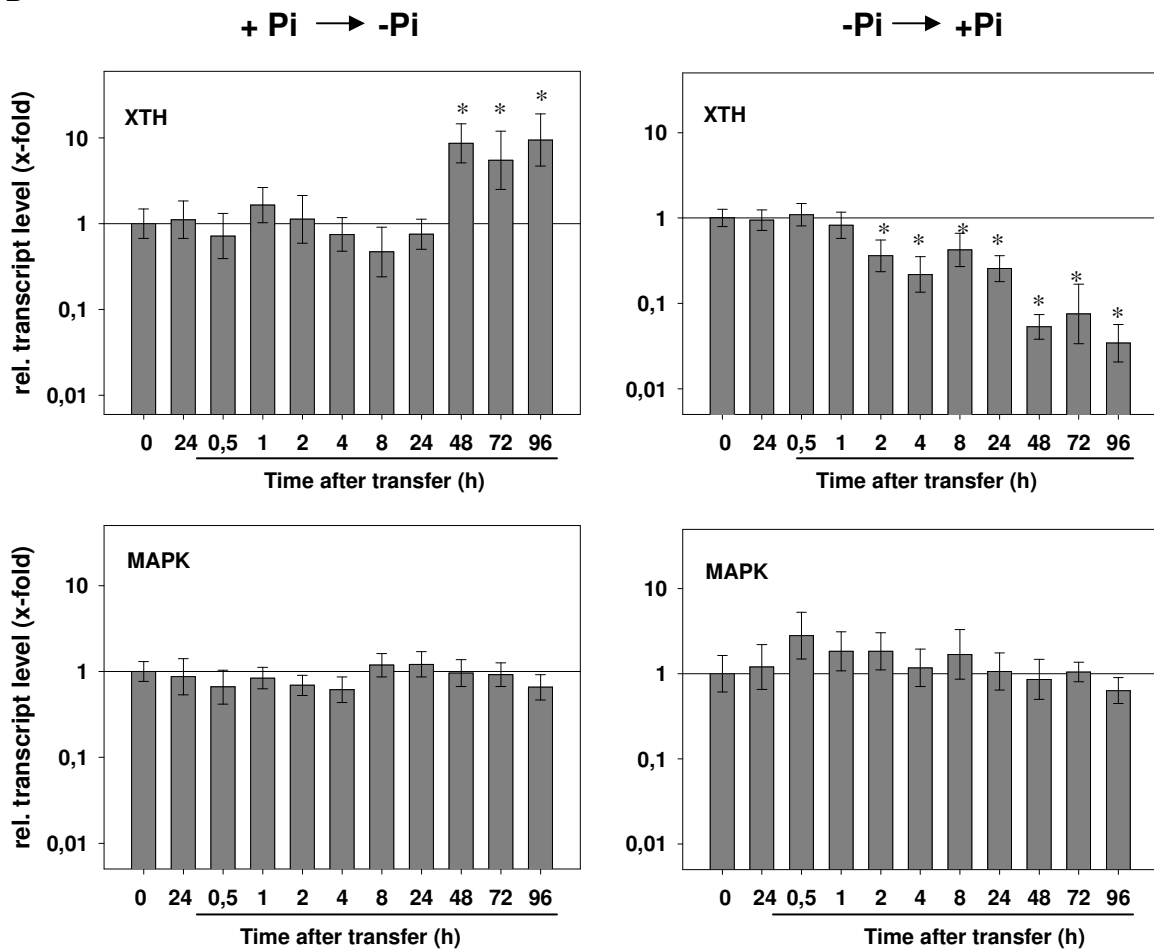 + Pi → -Pi
-Pi → +Pi
rel. transcript level (x-fold)
XTH
* * *
10
1
0,1
0,01
0 24 0,5 1 2 4 8 24 48 72 96
Time after transfer (h)
XTH
* * * * * * *
10
1
0,1
0,01
0 24 0,5 1 2 4 8 24 48 72 96
Time after transfer (h)
rel. transcript level (x-fold)
MAPK
10
1
0,1
0,01
0 24 0,5 1 2 4 8 24 48 72 96
Time after transfer (h)
MAPK
10
1
0,1
0,01
0 24 0,5 1 2 4 8 24 48 72 96
Time after transfer (h)